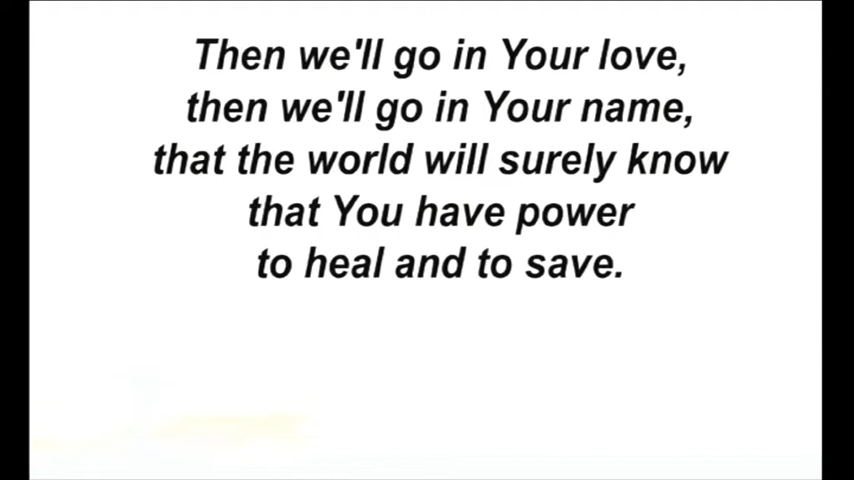 Then we'll go in Your love,
then we'll go in Your name,
that the world will surely know
that You have power
to heal and to save.